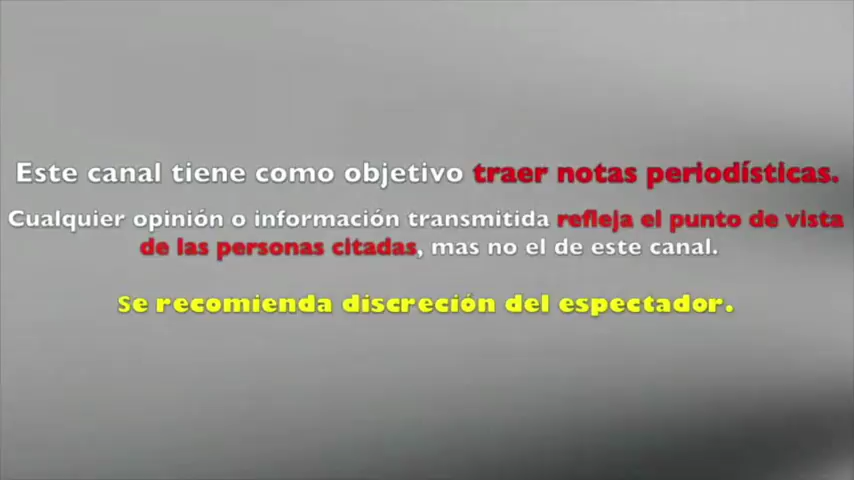 Este canal tiene como objetivo traer notas periodísticas.
Cualquier opinión o información transmitida refleja el punto de vista
de las personas citadas, mas no el de este canal.
Se recomienda discreción del espectador.